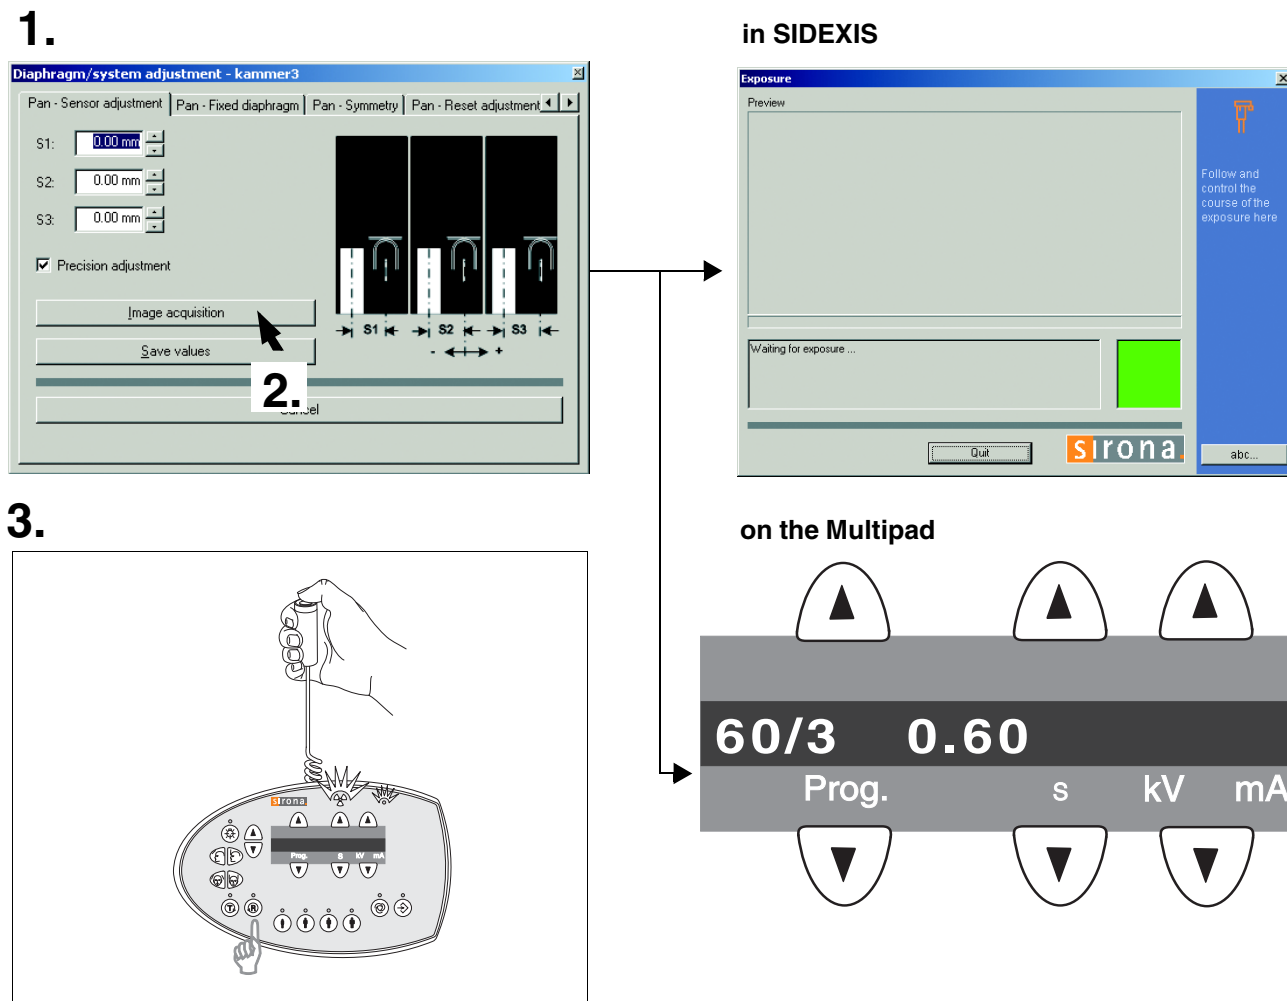 1.
Diaphragm/system adjustment - kammer3
Pan - Sensor adjustment
Pan - Fixed diaphragm
Pan - Symmetry
Pan - Reset adjustment
S1:
0.00 mm
S2:
0.00 mm
S3:
0.00 mm
Precision adjustment
Image acquisition
Save values
S1
S2
S3
- +
2.
in SIDEXIS
Exposure
Preview
Follow and
control the
course of the
exposure here
Waiting for exposure ...
Quit
sirona.
abc...
3.
sirona.
Prog. S kV mA
T
R
on the Multipad
60/3 0.60
Prog. s kV mA